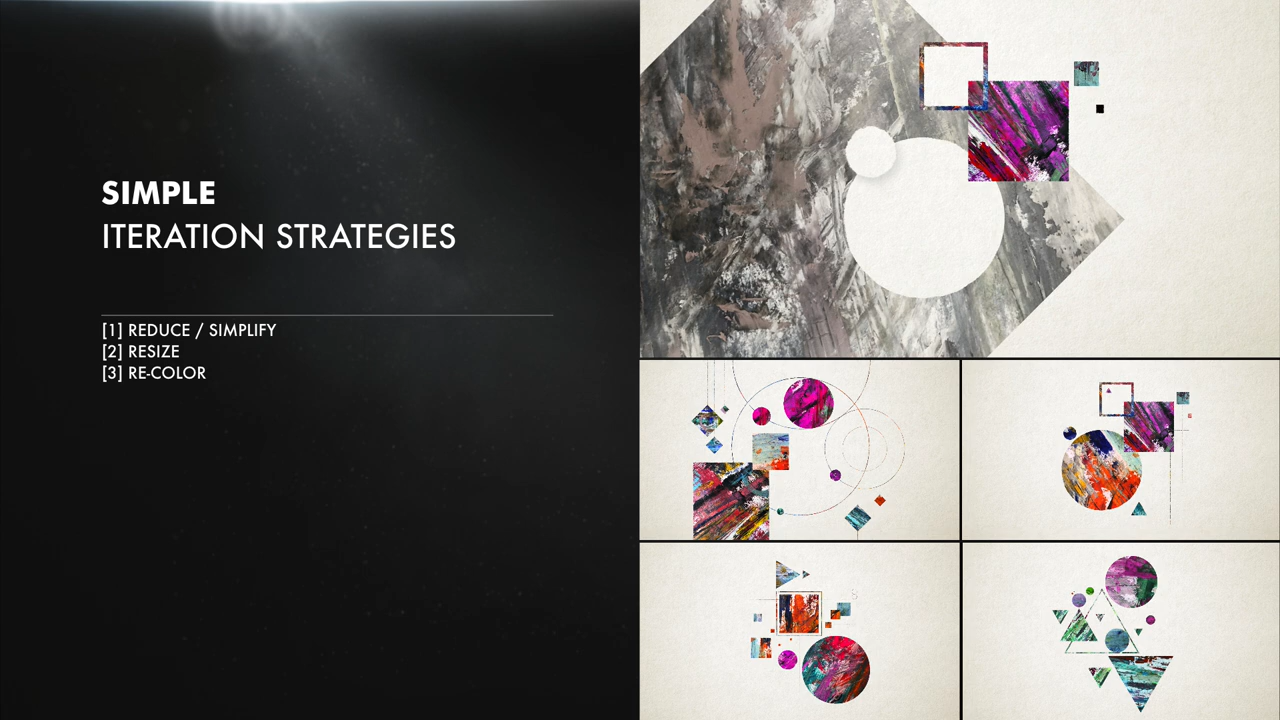 SIMPLE
ITERATION STRATEGIES
[1] REDUCE / SIMPLIFY
[2] RESIZE
[3] RE-COLOR